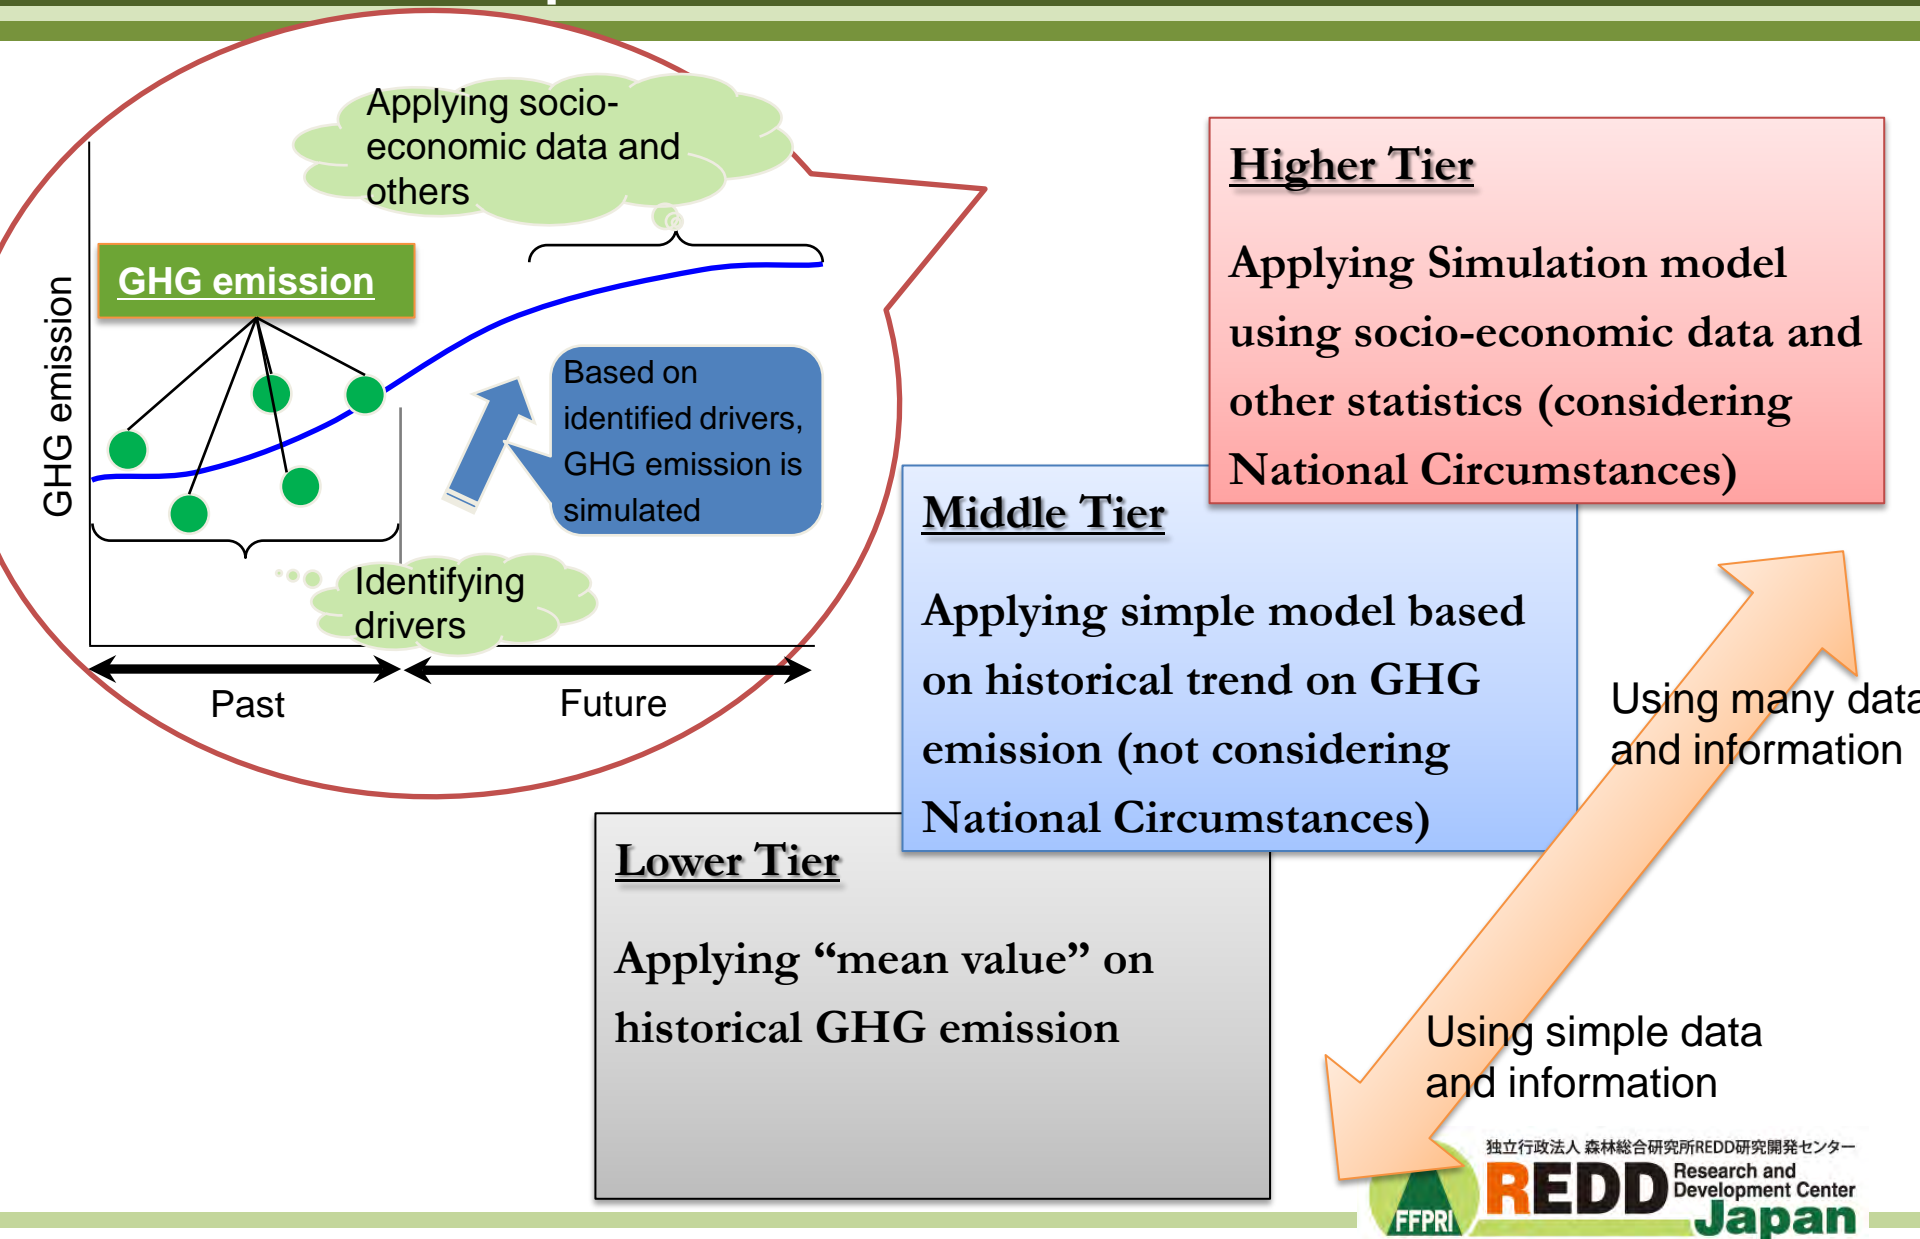 Applying socio-
economic data and
others
GHG emission
GHG emission
Based on
identified drivers,
GHG emission is
simulated
Identifying
drivers
Past
Future
Higher Tier
Applying Simulation model
using socio-economic data and
other statistics (considering
National Circumstances)
Middle Tier
Applying simple model based
on historical trend on GHG
emission (not considering
National Circumstances)
Lower Tier
Applying “mean value” on
historical GHG emission
Using many data
and information
Using simple data
and information
独立行政法人 森林総合研究所REDD研究開発センター
FFPRI
REDD Research and
Development Center
Japan